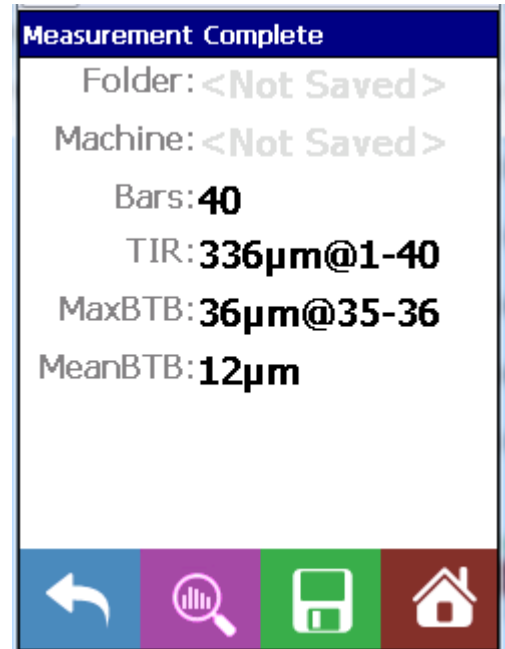 Measurement Complete
Folder: <Not Saved>
Machine: <Not Saved>
Bars: 40
TIR: 336µm@1-40
MaxBTB: 36µm@35-36
MeanBTB: 12µm